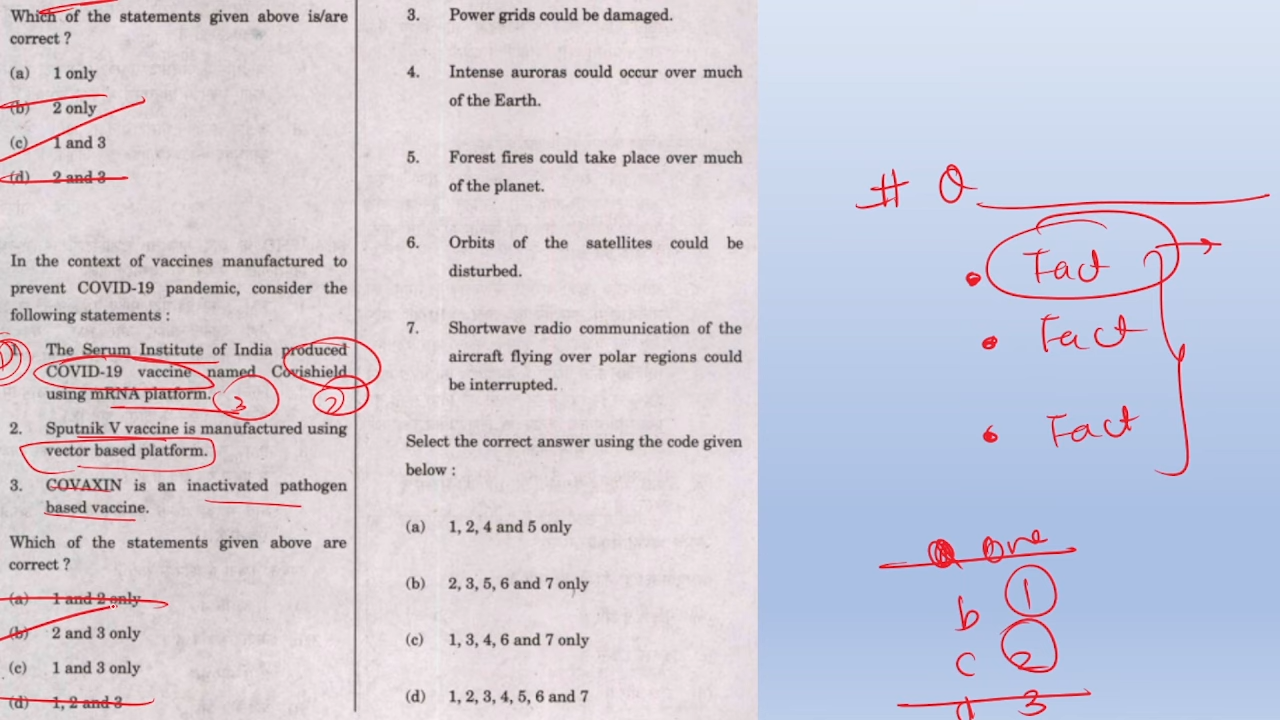 Which of the statements given above is/are
correct ?
(a) 1 only
(b) 2 only
(c) 1 and 3
(d) 2 and 3
In the context of vaccines manufactured to
prevent COVID-19 pandemic, consider the
following statements :
1. The Serum Institute of India produced
COVID-19 vaccine named Covishield
using mRNA platform.
3
2
2. Sputnik V vaccine is manufactured using
vector based platform.
3. COVAXIN is an inactivated pathogen
based vaccine.
Which of the statements given above are
correct ?
(a) 1 and 2 only
(b) 2 and 3 only
(c) 1 and 3 only
(d) 1, 2 and 3
3. Power grids could be damaged.
4. Intense auroras could occur over much
of the Earth.
5. Forest fires could take place over much
of the planet.
6. Orbits of the satellites could be
disturbed.
7. Shortwave radio communication of the
aircraft flying over polar regions could
be interrupted.
Select the correct answer using the code given
below :
(a) 1, 2, 4 and 5 only
(b) 2, 3, 5, 6 and 7 only
(c) 1, 3, 4, 6 and 7 only
(d) 1, 2, 3, 4, 5, 6 and 7
# Q
• Fact
• Fact
• Fact
one
b 1
c 2
d 3